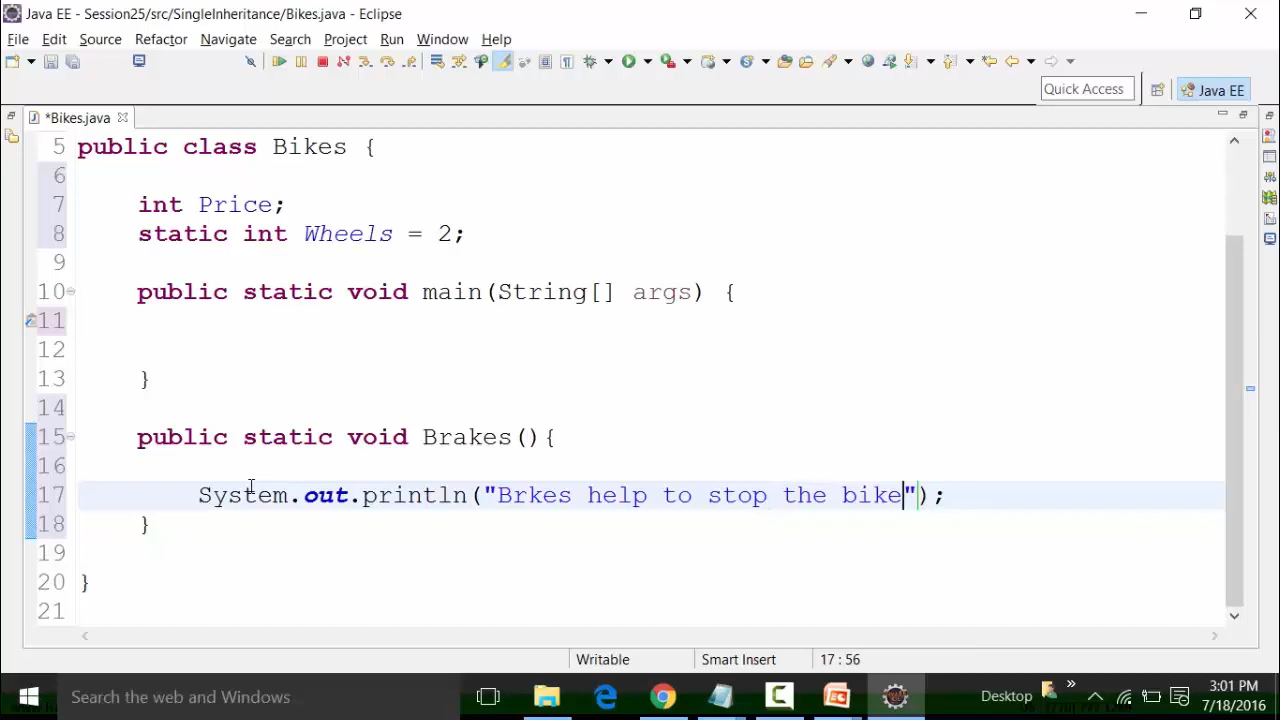 Java EE - Session25/src/SingleInheritance/Bikes.java - Eclipse
File Edit Source Refactor Navigate Search Project Run Window Help
Quick Access
Java EE
*Bikes.java
5 public class Bikes {
6
7 int Price;
8 static int Wheels = 2;
9
10 public static void main(String[] args) {
11
12
13 }
14
15 public static void Brakes(){
16
17 System.out.println("Brkes help to stop the bike");
18 }
19
20 }
21
Writable Smart Insert 17 : 56
Search the web and Windows
Desktop
3:01 PM
7/18/2016